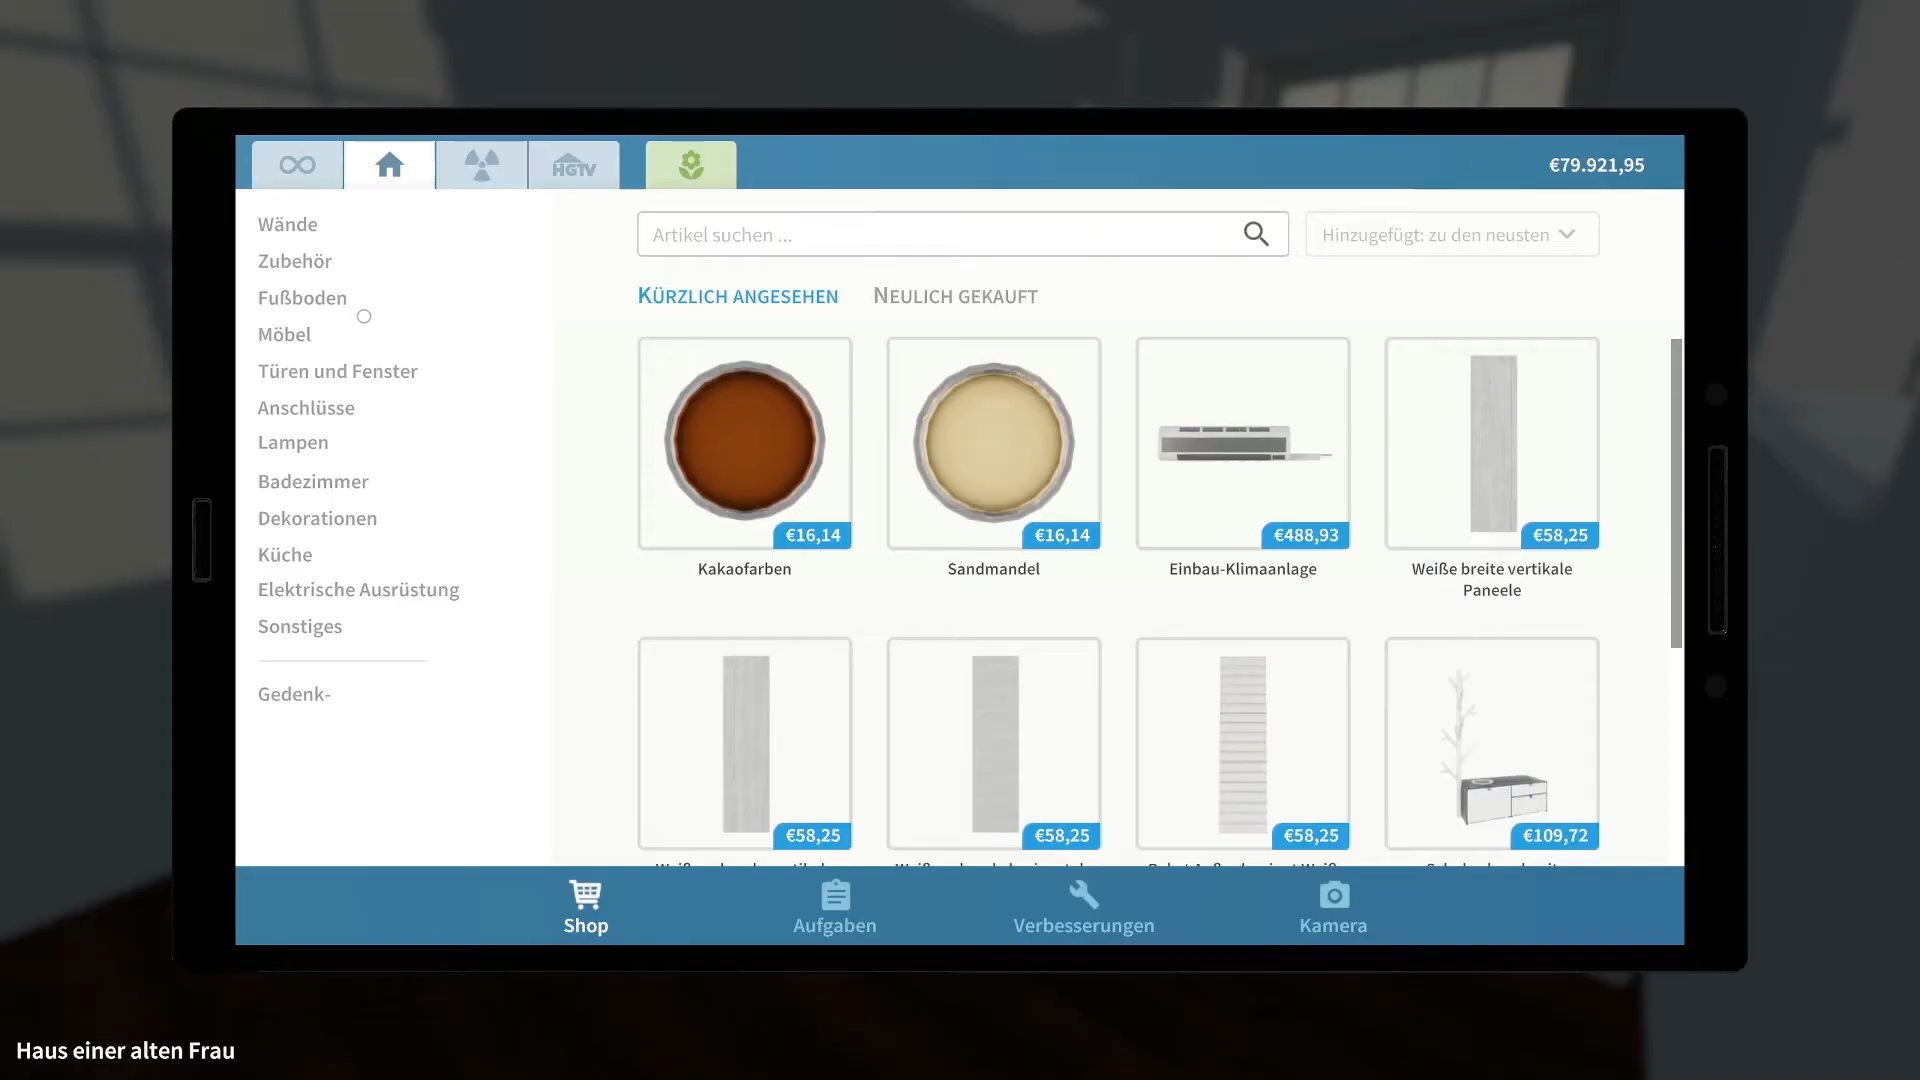 HGTV
€79.921,95
Wände
Zubehör
Fußboden
Möbel
Türen und Fenster
Anschlüsse
Lampen
Badezimmer
Dekorationen
Küche
Elektrische Ausrüstung
Sonstiges
Gedenk-
Artikel suchen ...
Hinzugefügt: zu den neusten
KÜRZLICH ANGESEHEN
NEULICH GEKAUFT
€16,14
€16,14
€488,93
€58,25
Kakaofarben
Sandmandel
Einbau-Klimaanlage
Weiße breite vertikale
Paneele
€58,25
€58,25
€58,25
€109,72
Shop
Aufgaben
Verbesserungen
Kamera
Haus einer alten Frau